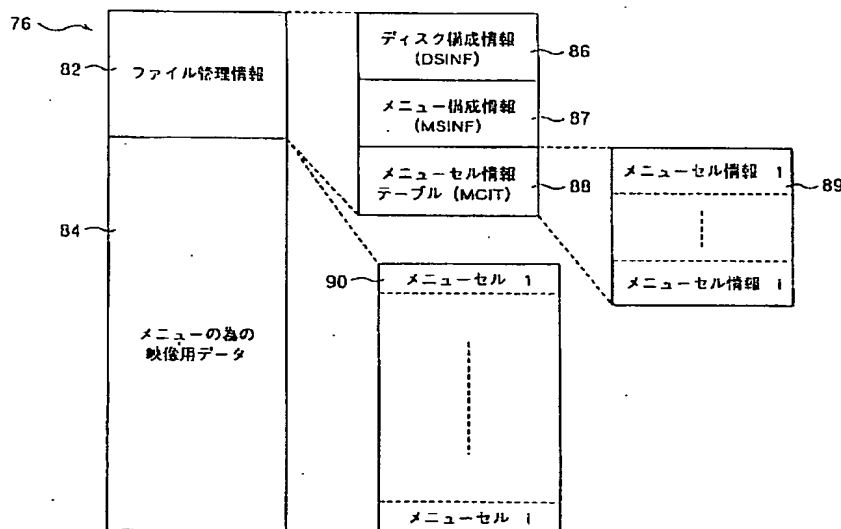 76
82
ファイル管理情報
84
メニューの為の
映像用データ
ディスク構成情報
(DSINF)
86
メニュー構成情報
(MSINF)
87
メニューセル情報
テーブル (MCIT)
88
メニューセル情報 1
89
メニューセル情報 i
90
メニューセル 1
メニューセル i